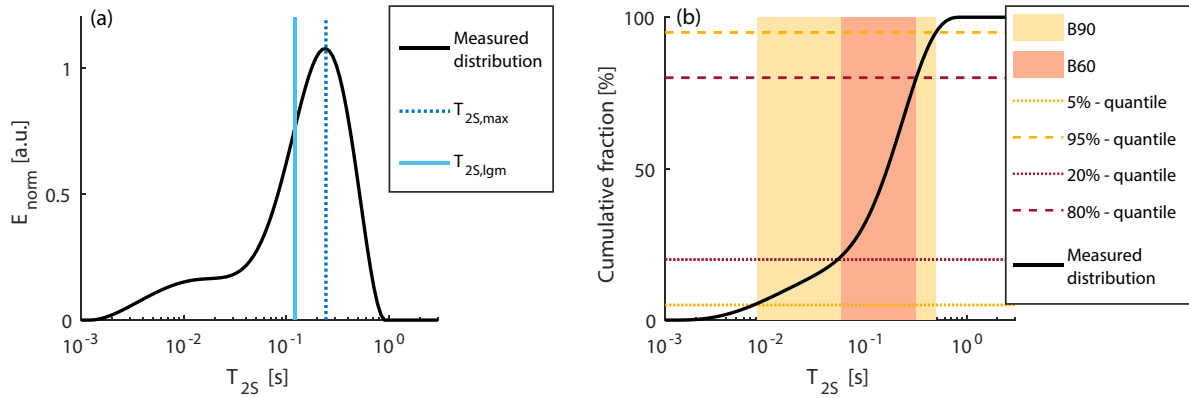 (a)
E_norm [a.u.]
1
0.5
0
10^-3
10^-2
10^-1
10^0
T_2S [s]
Measured
distribution
T_2S,max
T_2S,lgm
(b)
Cumulative fraction [%]
100
50
0
10^-3
10^-2
10^-1
10^0
T_2S [s]
B90
B60
5% - quantile
95% - quantile
20% - quantile
80% - quantile
Measured
distribution